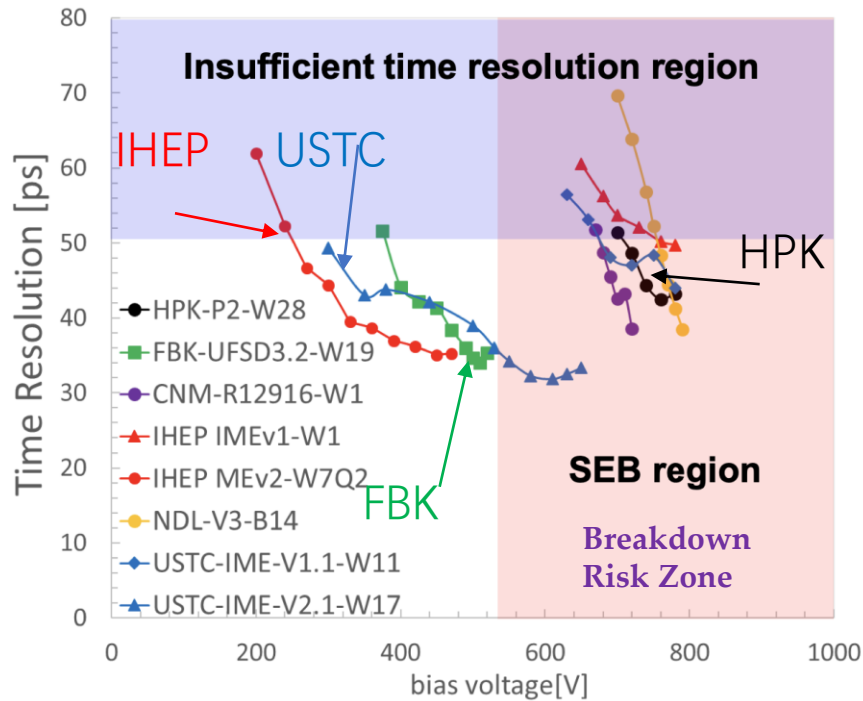 Time Resolution [ps]
80
70
60
50
40
30
20
10
0
Insufficient time resolution region
IHEP
USTC
HPK
HPK-P2-W28
FBK-UFSD3.2-W19
CNM-R12916-W1
IHEP IMEv1-W1
IHEP MEv2-W7Q2
NDL-V3-B14
USTC-IME-V1.1-W11
USTC-IME-V2.1-W17
FBK
SEB region
Breakdown
Risk Zone
0 200 400 600 800 1000
bias voltage[V]